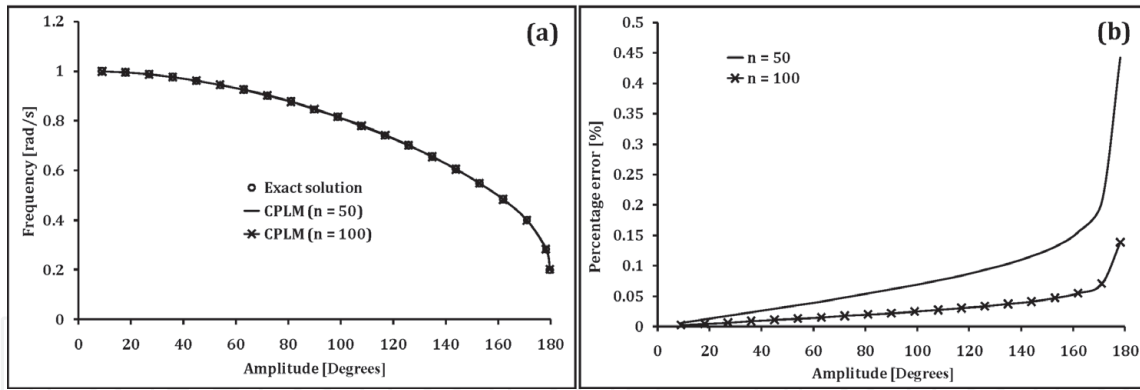 (a)
1.2
1
0.8
0.6
0.4
0.2
0
Frequency [rad/s]
Exact solution
CPLM (n = 50)
CPLM (n = 100)
0 20 40 60 80 100 120 140 160 180
Amplitude [Degrees]
(b)
0.5
0.45
0.4
0.35
0.3
0.25
0.2
0.15
0.1
0.05
0
Percentage error [%]
n = 50
n = 100
0 20 40 60 80 100 120 140 160 180
Amplitude [Degrees]